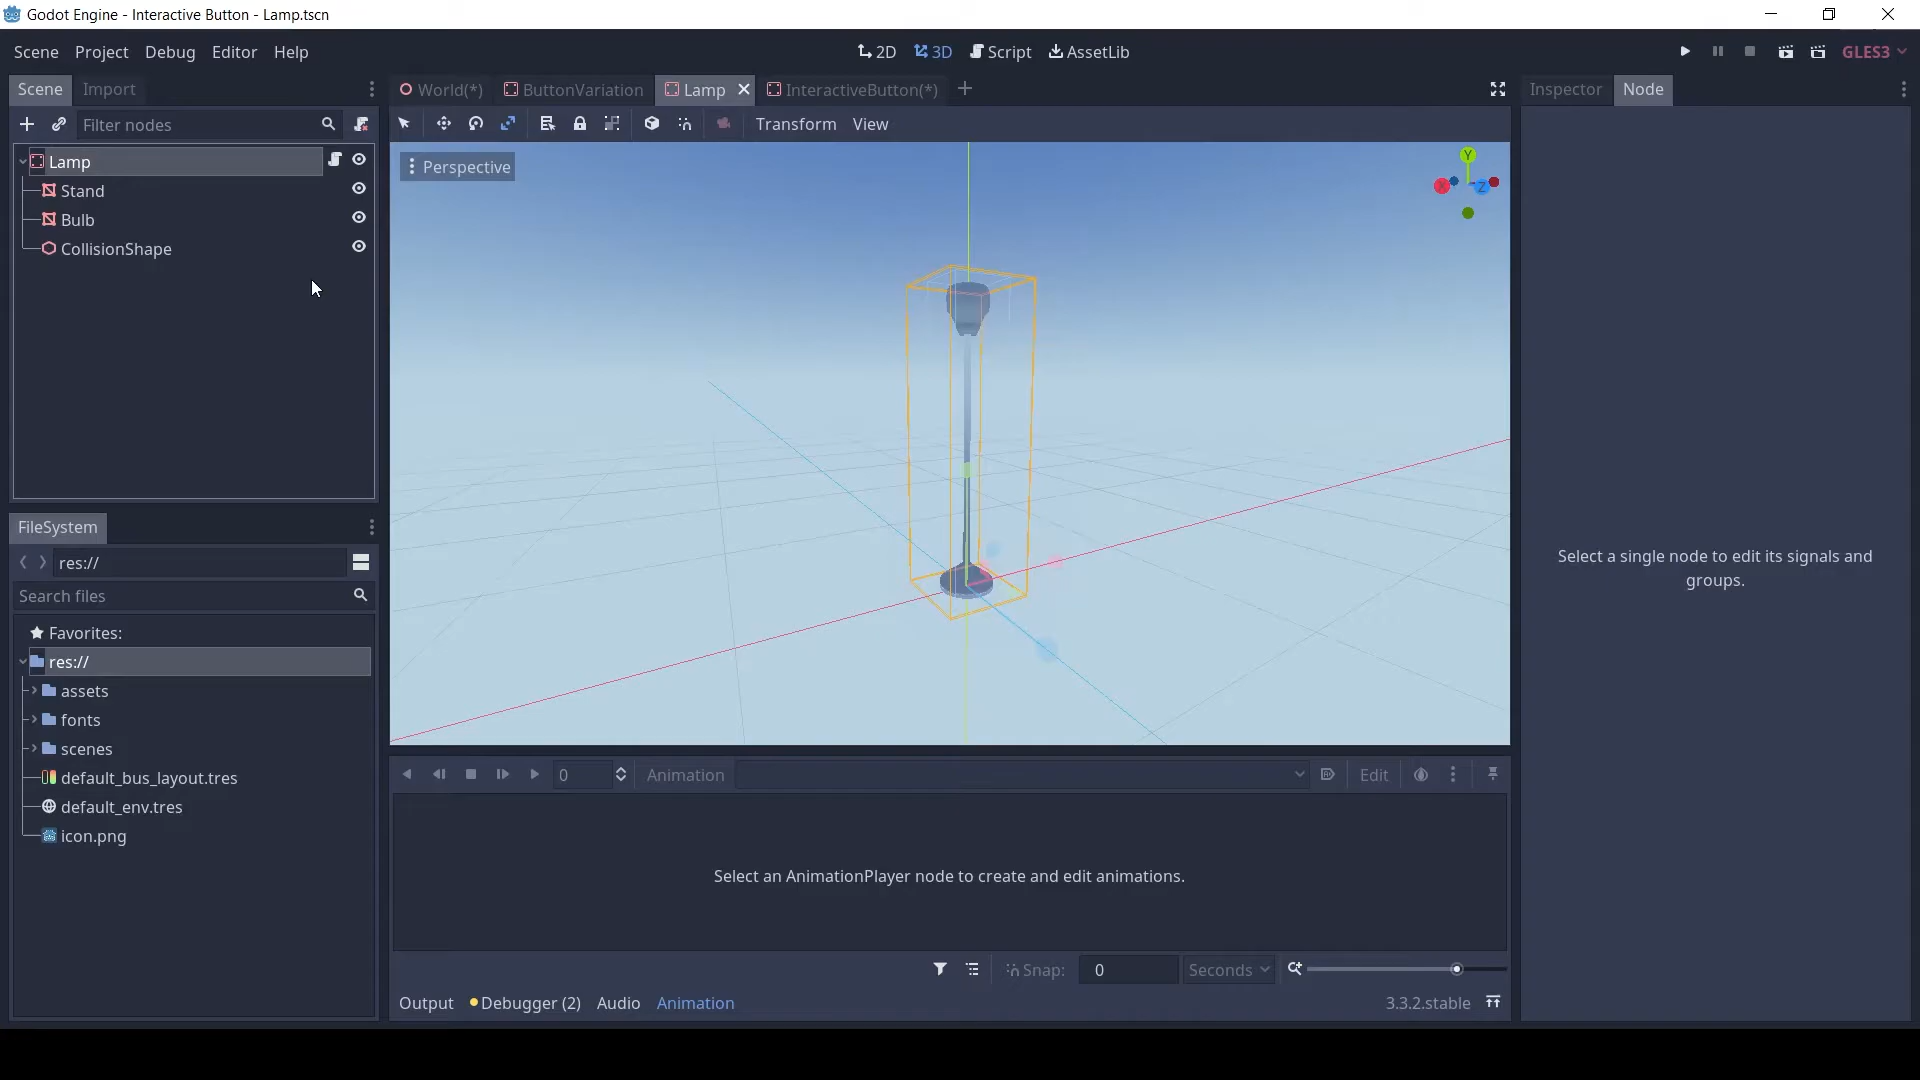 Godot Engine - Interactive Button - Lamp.tscn
Scene Project Debug Editor Help 2D 3D Script AssetLib GLES3
Scene Import World(*) ButtonVariation Lamp InteractiveButton(*) Inspector Node
Filter nodes Transform View
Lamp Perspective
Stand
Bulb
CollisionShape
Y
X Z
Select a single node to edit its signals and
groups.
FileSystem
res://
Search files
Favorites:
res://
assets
fonts
scenes
default_bus_layout.tres
default_env.tres
icon.png
0 Animation Edit
Select an AnimationPlayer node to create and edit animations.
Snap: 0 Seconds
Output Debugger (2) Audio Animation 3.3.2.stable